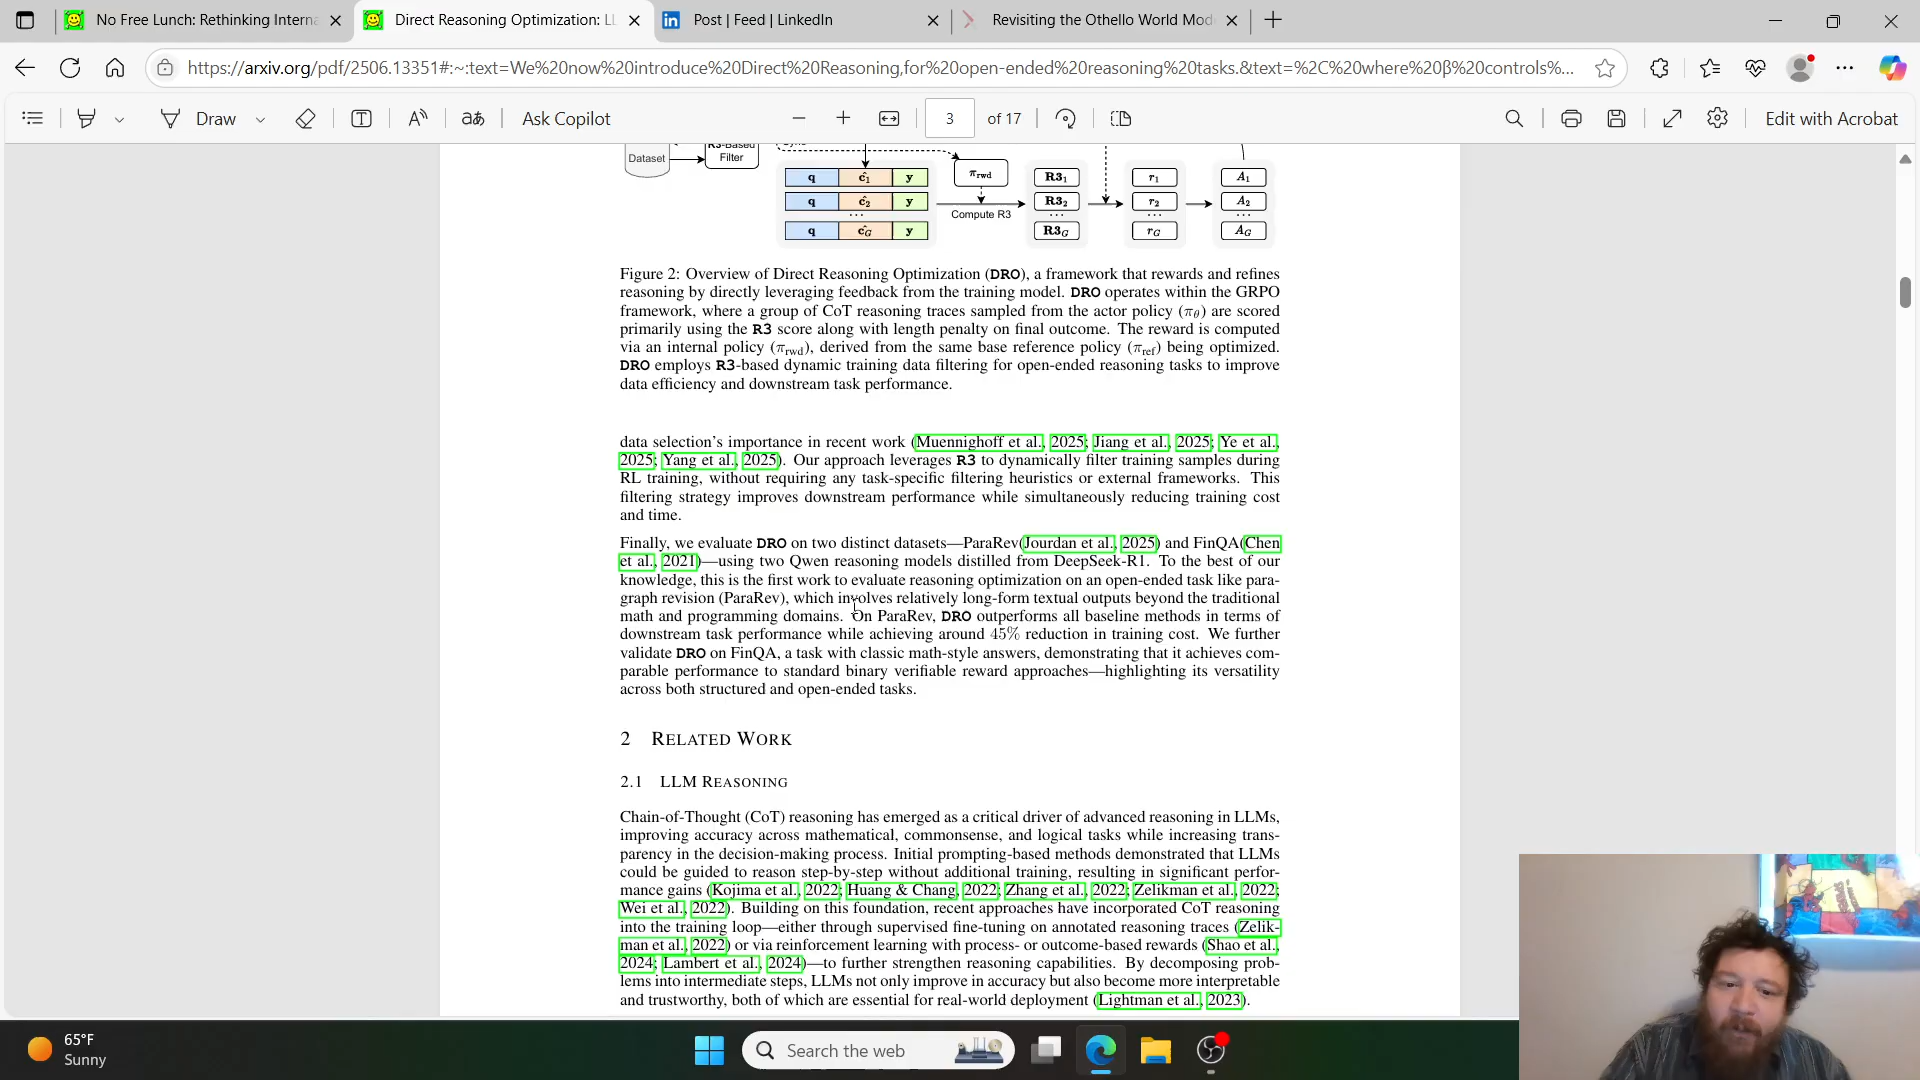 No Free Lunch: Rethinking Interna
Direct Reasoning Optimization: LL
Post | Feed | LinkedIn
Revisiting the Othello World Mod
https://arxiv.org/pdf/2506.13351#:~:text=We%20now%20introduce%20Direct%20Reasoning,for%20open-ended%20reasoning%20tasks.&text=%2C%20where%20β%20controls%...
Draw
Ask Copilot
3 of 17
Edit with Acrobat
Dataset
R3-Based
Filter
Sync
q ĉ1 y
q ĉ2 y
...
q ĉG y
πrwd
Compute R3
R31
R32
...
R3G
r1
r2
...
rG
A1
A2
...
AG
Figure 2: Overview of Direct Reasoning Optimization (DRO), a framework that rewards and refines
reasoning by directly leveraging feedback from the training model. DRO operates within the GRPO
framework, where a group of CoT reasoning traces sampled from the actor policy (πθ) are scored
primarily using the R3 score along with length penalty on final outcome. The reward is computed
via an internal policy (πrwd), derived from the same base reference policy (πref) being optimized.
DRO employs R3-based dynamic training data filtering for open-ended reasoning tasks to improve
data efficiency and downstream task performance.
data selection's importance in recent work (Muennighoff et al., 2025; Jiang et al., 2025; Ye et al.,
2025; Yang et al., 2025). Our approach leverages R3 to dynamically filter training samples during
RL training, without requiring any task-specific filtering heuristics or external frameworks. This
filtering strategy improves downstream performance while simultaneously reducing training cost
and time.
Finally, we evaluate DRO on two distinct datasets—ParaRev(Jourdan et al., 2025) and FinQA(Chen
et al., 2021)—using two Qwen reasoning models distilled from DeepSeek-R1. To the best of our
knowledge, this is the first work to evaluate reasoning optimization on an open-ended task like para-
graph revision (ParaRev), which involves relatively long-form textual outputs beyond the traditional
math and programming domains. On ParaRev, DRO outperforms all baseline methods in terms of
downstream task performance while achieving around 45% reduction in training cost. We further
validate DRO on FinQA, a task with classic math-style answers, demonstrating that it achieves com-
parable performance to standard binary verifiable reward approaches—highlighting its versatility
across both structured and open-ended tasks.
2 RELATED WORK
2.1 LLM REASONING
Chain-of-Thought (CoT) reasoning has emerged as a critical driver of advanced reasoning in LLMs,
improving accuracy across mathematical, commonsense, and logical tasks while increasing trans-
parency in the decision-making process. Initial prompting-based methods demonstrated that LLMs
could be guided to reason step-by-step without additional training, resulting in significant perfor-
mance gains (Kojima et al., 2022; Huang & Chang, 2022; Zhang et al., 2022; Zelikman et al., 2022;
Wei et al., 2022). Building on this foundation, recent approaches have incorporated CoT reasoning
into the training loop—either through supervised fine-tuning on annotated reasoning traces (Zelik-
man et al., 2022) or via reinforcement learning with process- or outcome-based rewards (Shao et al.,
2024; Lambert et al., 2024)—to further strengthen reasoning capabilities. By decomposing prob-
lems into intermediate steps, LLMs not only improve in accuracy but also become more interpretable
and trustworthy, both of which are essential for real-world deployment (Lightman et al., 2023).
65°F
Sunny
Search the web